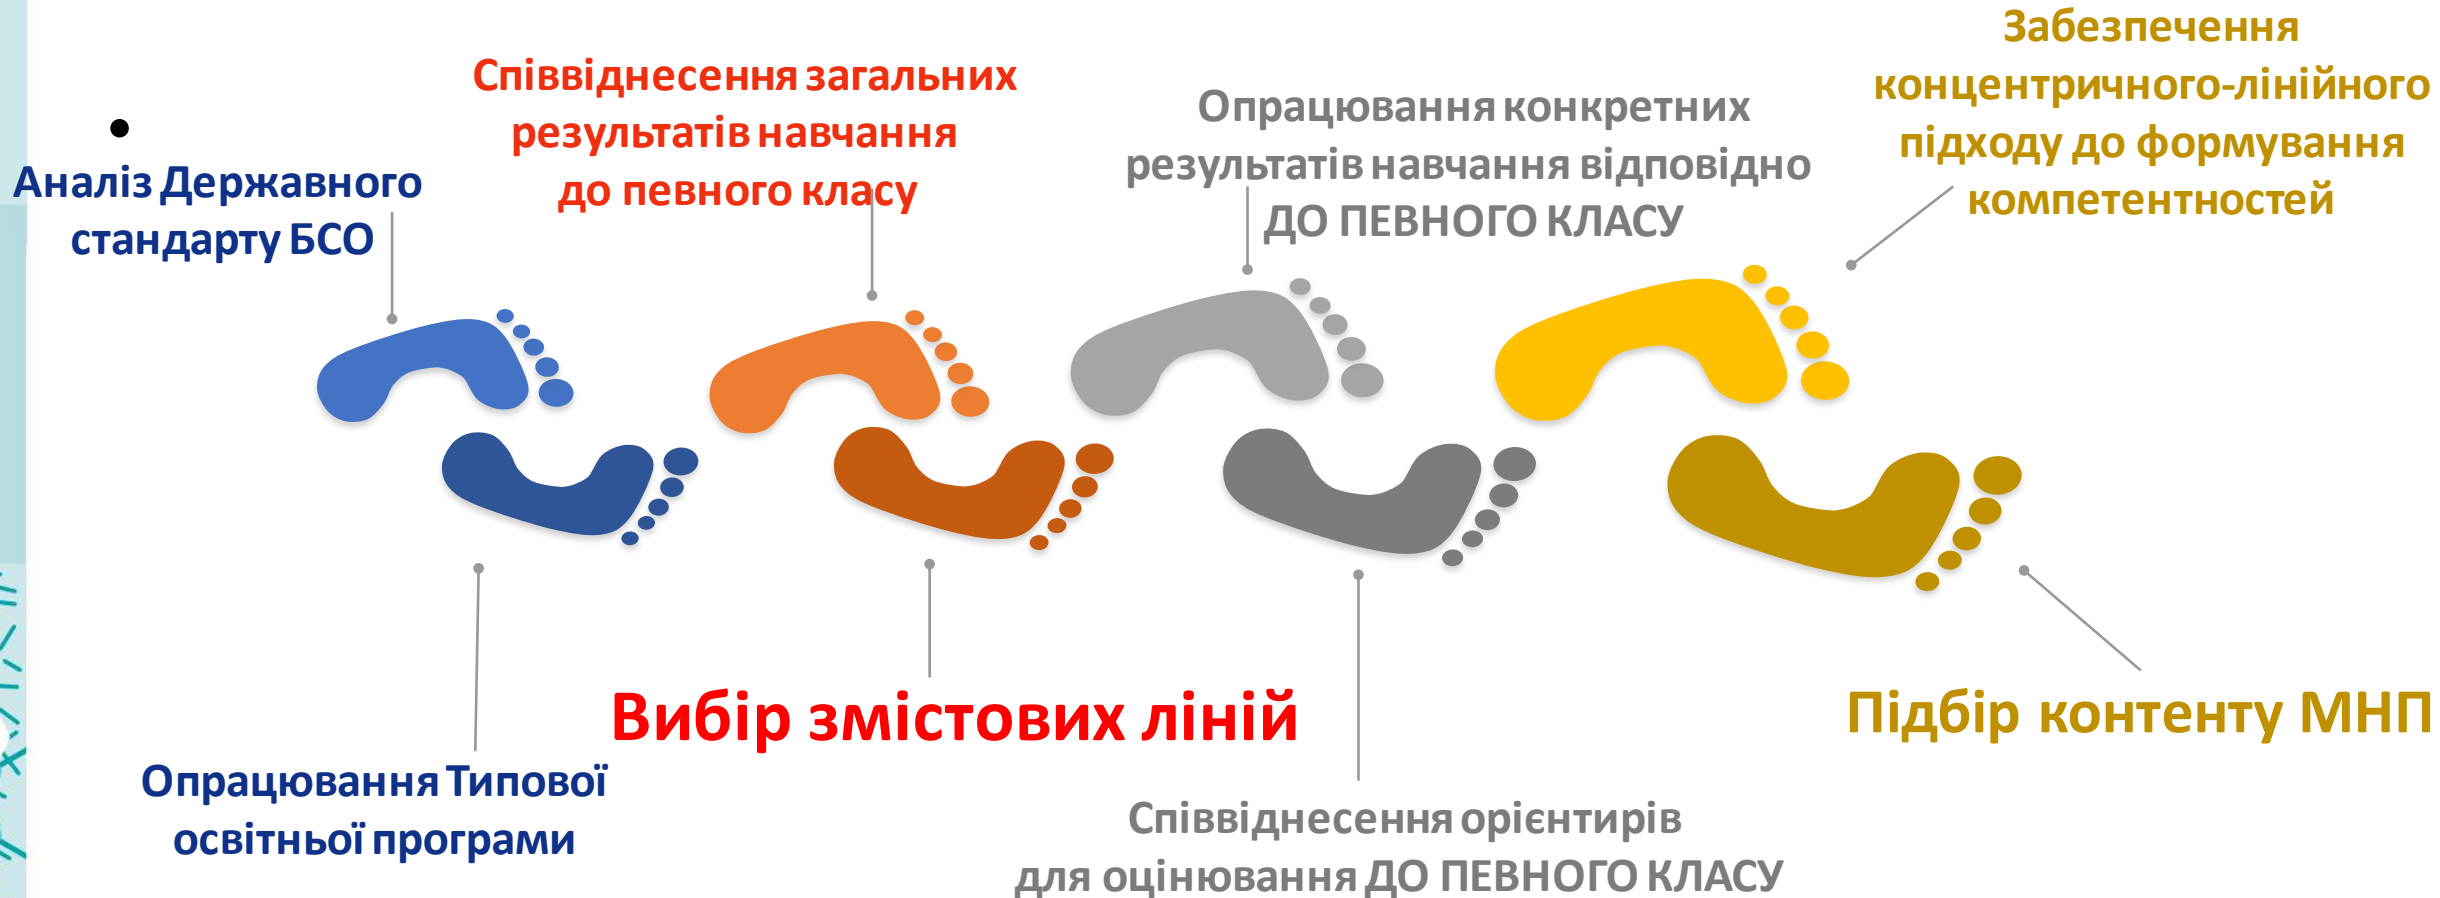 Аналіз Державного
стандарту БСО
Опрацювання Типової
освітньої програми
Співвіднесення загальних
результатів навчання
до певного класу
Вибір змістових ліній
Опрацювання конкретних
результатів навчання відповідно
ДО ПЕВНОГО КЛАСУ
Співвіднесення орієнтирів
для оцінювання ДО ПЕВНОГО КЛАСУ
Забезпечення
концентричного-лінійного
підходу до формування
компетентностей
Підбір контенту МНП